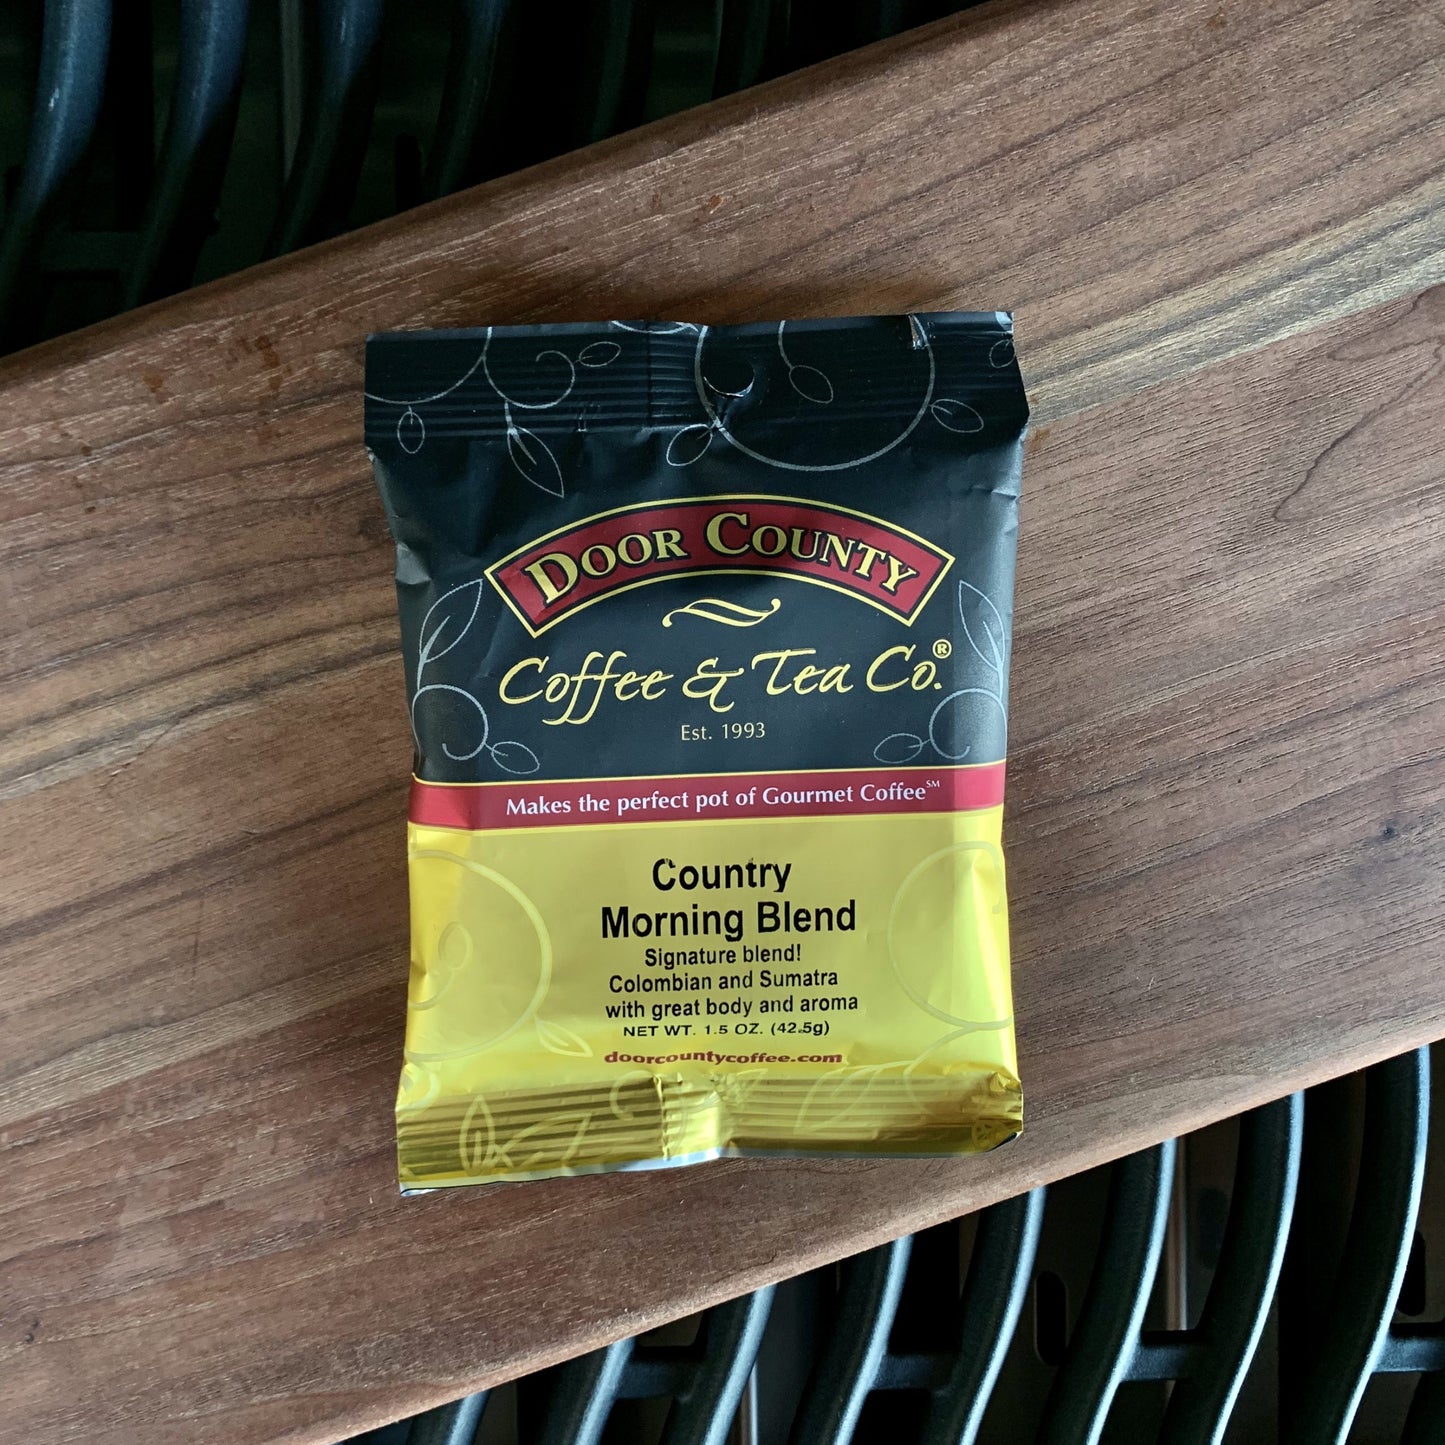 DOOR COUNTY
Coffee & Tea Co.®
Est. 1993
Makes the perfect pot of Gourmet Coffee℠
Country
Morning Blend
Signature blend!
Colombian and Sumatra
with great body and aroma
NET WT. 1.5 OZ. (42.5g)
doorcountycoffee.com